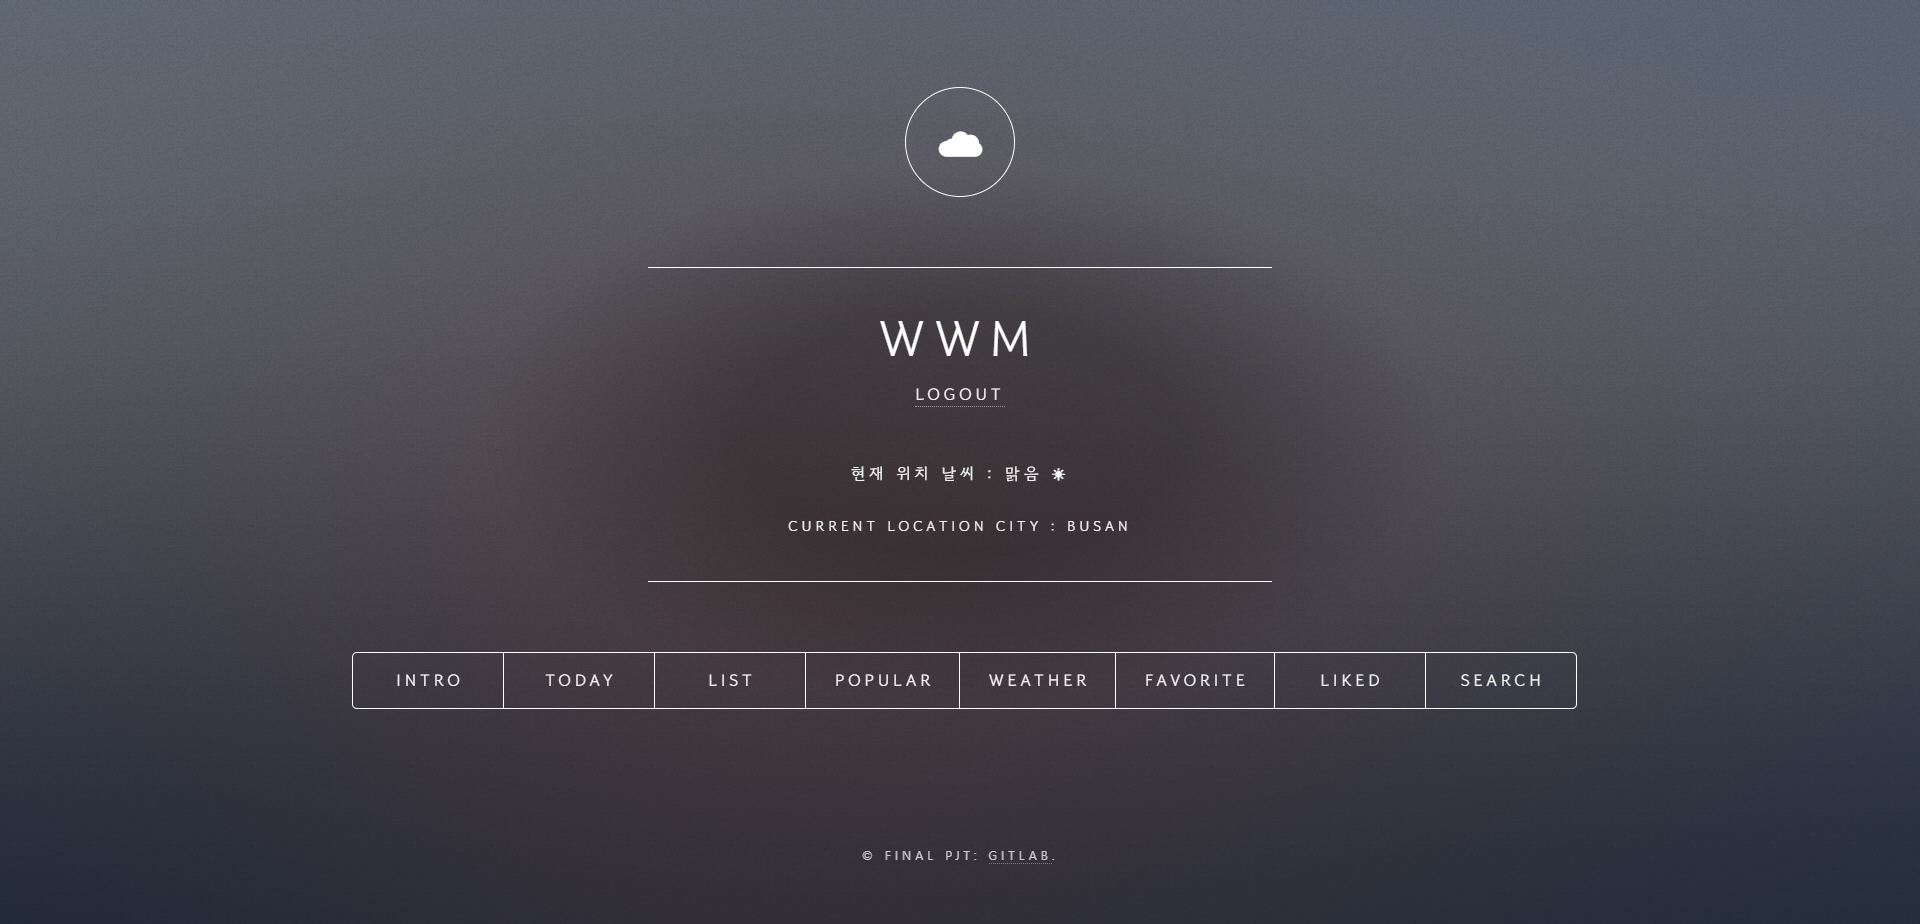 WWM
LOGOUT
현재 위치 날씨 : 맑음 ☀
CURRENT LOCATION CITY : BUSAN
INTRO TODAY LIST POPULAR WEATHER FAVORITE LIKED SEARCH
© FINAL PJT: GITLAB.